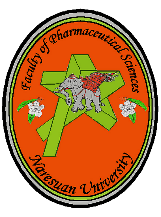 Faculty of Pharmaceutical Sciences
Naresuan University